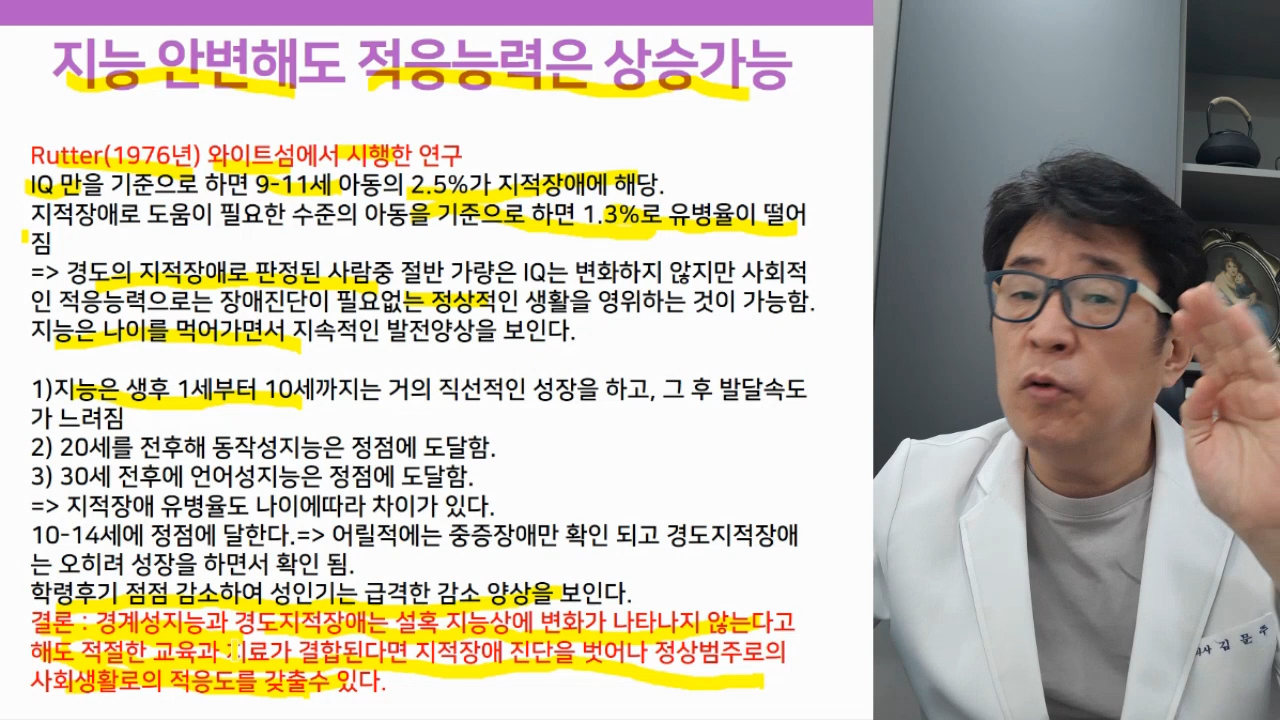 지능 안변해도 적응능력은 상승가능
Rutter(1976년) 와이트섬에서 시행한 연구
IQ 만을 기준으로 하면 9-11세 아동의 2.5%가 지적장애에 해당.
지적장애로 도움이 필요한 수준의 아동을 기준으로 하면 1.3%로 유병율이 떨어
짐
=> 경도의 지적장애로 판정된 사람중 절반 가량은 IQ는 변화하지 않지만 사회적
인 적응능력으로는 장애진단이 필요없는 정상적인 생활을 영위하는 것이 가능함.
지능은 나이를 먹어가면서 지속적인 발전양상을 보인다.
1)지능은 생후 1세부터 10세까지는 거의 직선적인 성장을 하고, 그 후 발달속도
가 느려짐
2) 20세를 전후해 동작성지능은 정점에 도달함.
3) 30세 전후에 언어성지능은 정점에 도달함.
=> 지적장애 유병율도 나이에따라 차이가 있다.
10-14세에 정점에 달한다.=> 어릴적에는 중증장애만 확인 되고 경도지적장애
는 오히려 성장을 하면서 확인 됨.
학령후기 점점 감소하여 성인기는 급격한 감소 양상을 보인다.
결론 : 경계성지능과 경도지적장애는 설혹 지능상에 변화가 나타나지 않는다고
해도 적절한 교육과 치료가 결합된다면 지적장애 진단을 벗어나 정상범주로의
사회생활로의 적응도를 갖출수 있다.
김문주